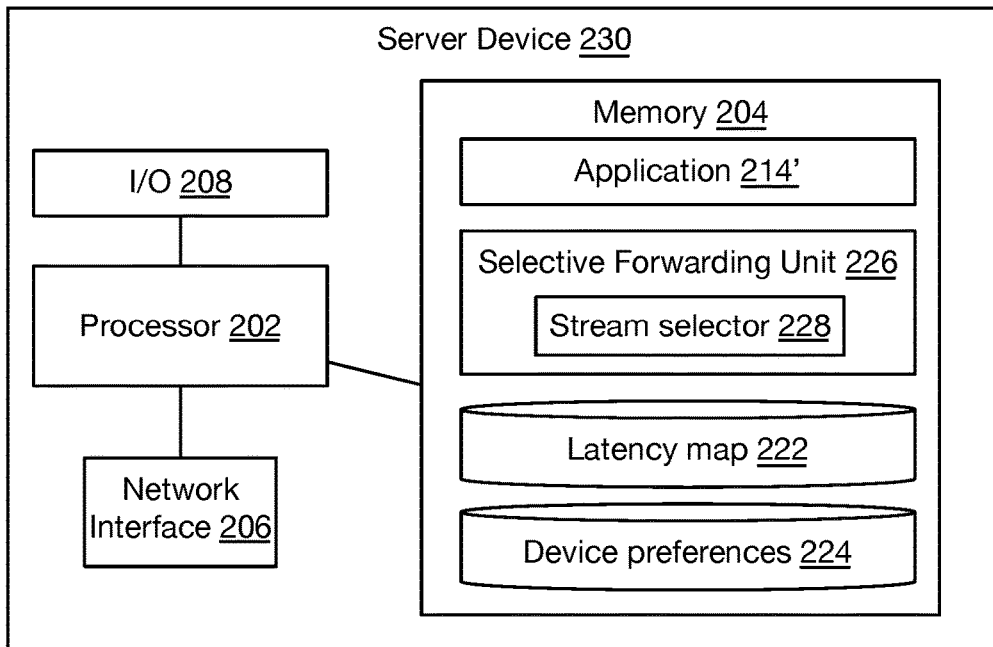 Server Device 230
Memory 204
Application 214'
I/O 208
Selective Forwarding Unit 226
Processor 202
Stream selector 228
Latency map 222
Network
Interface 206
Device preferences 224